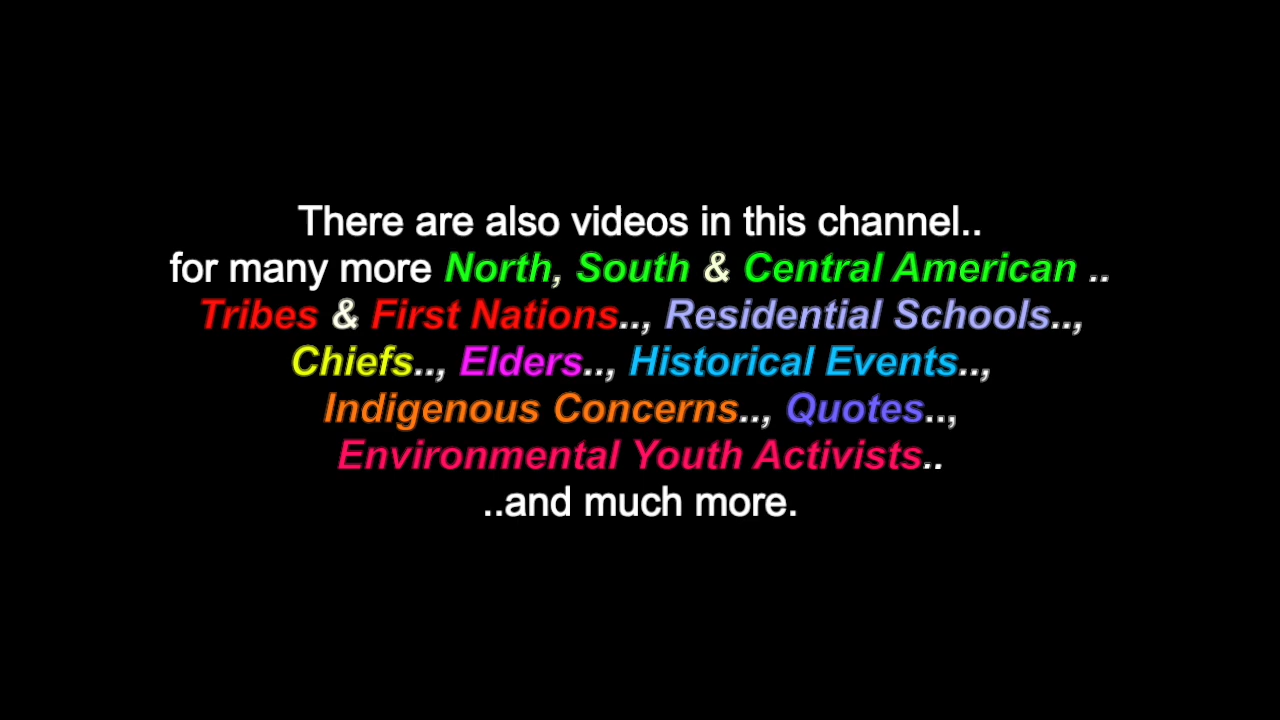 There are also videos in this channel..
for many more North, South & Central American ..
Tribes & First Nations.., Residential Schools..,
Chiefs.., Elders.., Historical Events..,
Indigenous Concerns.., Quotes..,
Environmental Youth Activists..
..and much more.